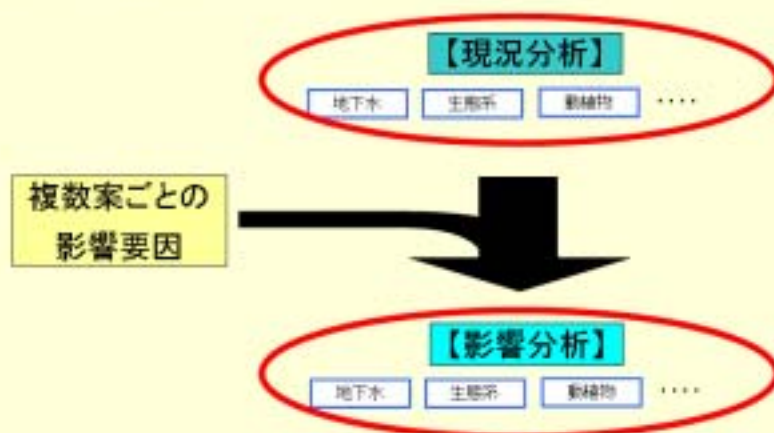 【現況分析】
地下水 生態系 動植物 ････
複数案ごとの
影響要因
【影響分析】
地下水 生態系 動植物 ････